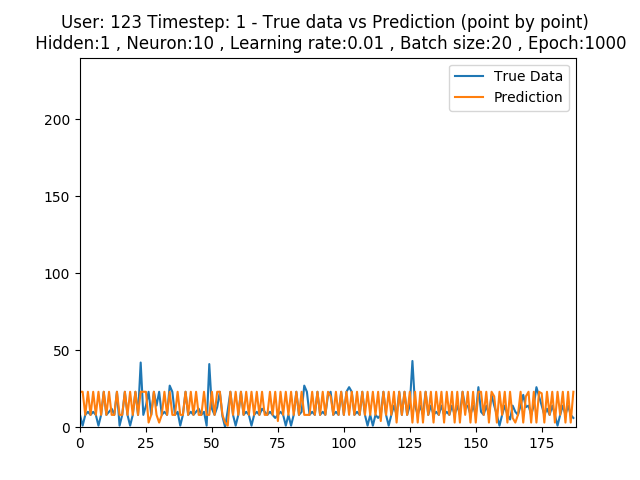 User: 123 Timestep: 1 - True data vs Prediction (point by point)
Hidden:1 , Neuron:10 , Learning rate:0.01 , Batch size:20 , Epoch:1000
True Data
Prediction
200
150
100
50
0
0 25 50 75 100 125 150 175